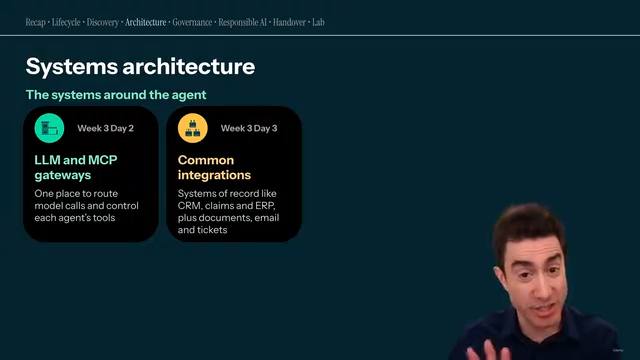 Recap • Lifecycle • Discovery • Architecture • Governance • Responsible AI • Handover • Lab
Systems architecture
The systems around the agent
Week 3 Day 2
LLM and MCP
gateways
One place to route
model calls and control
each agent's tools
Week 3 Day 3
Common
integrations
Systems of record like
CRM, claims and ERP,
plus documents, email
and tickets